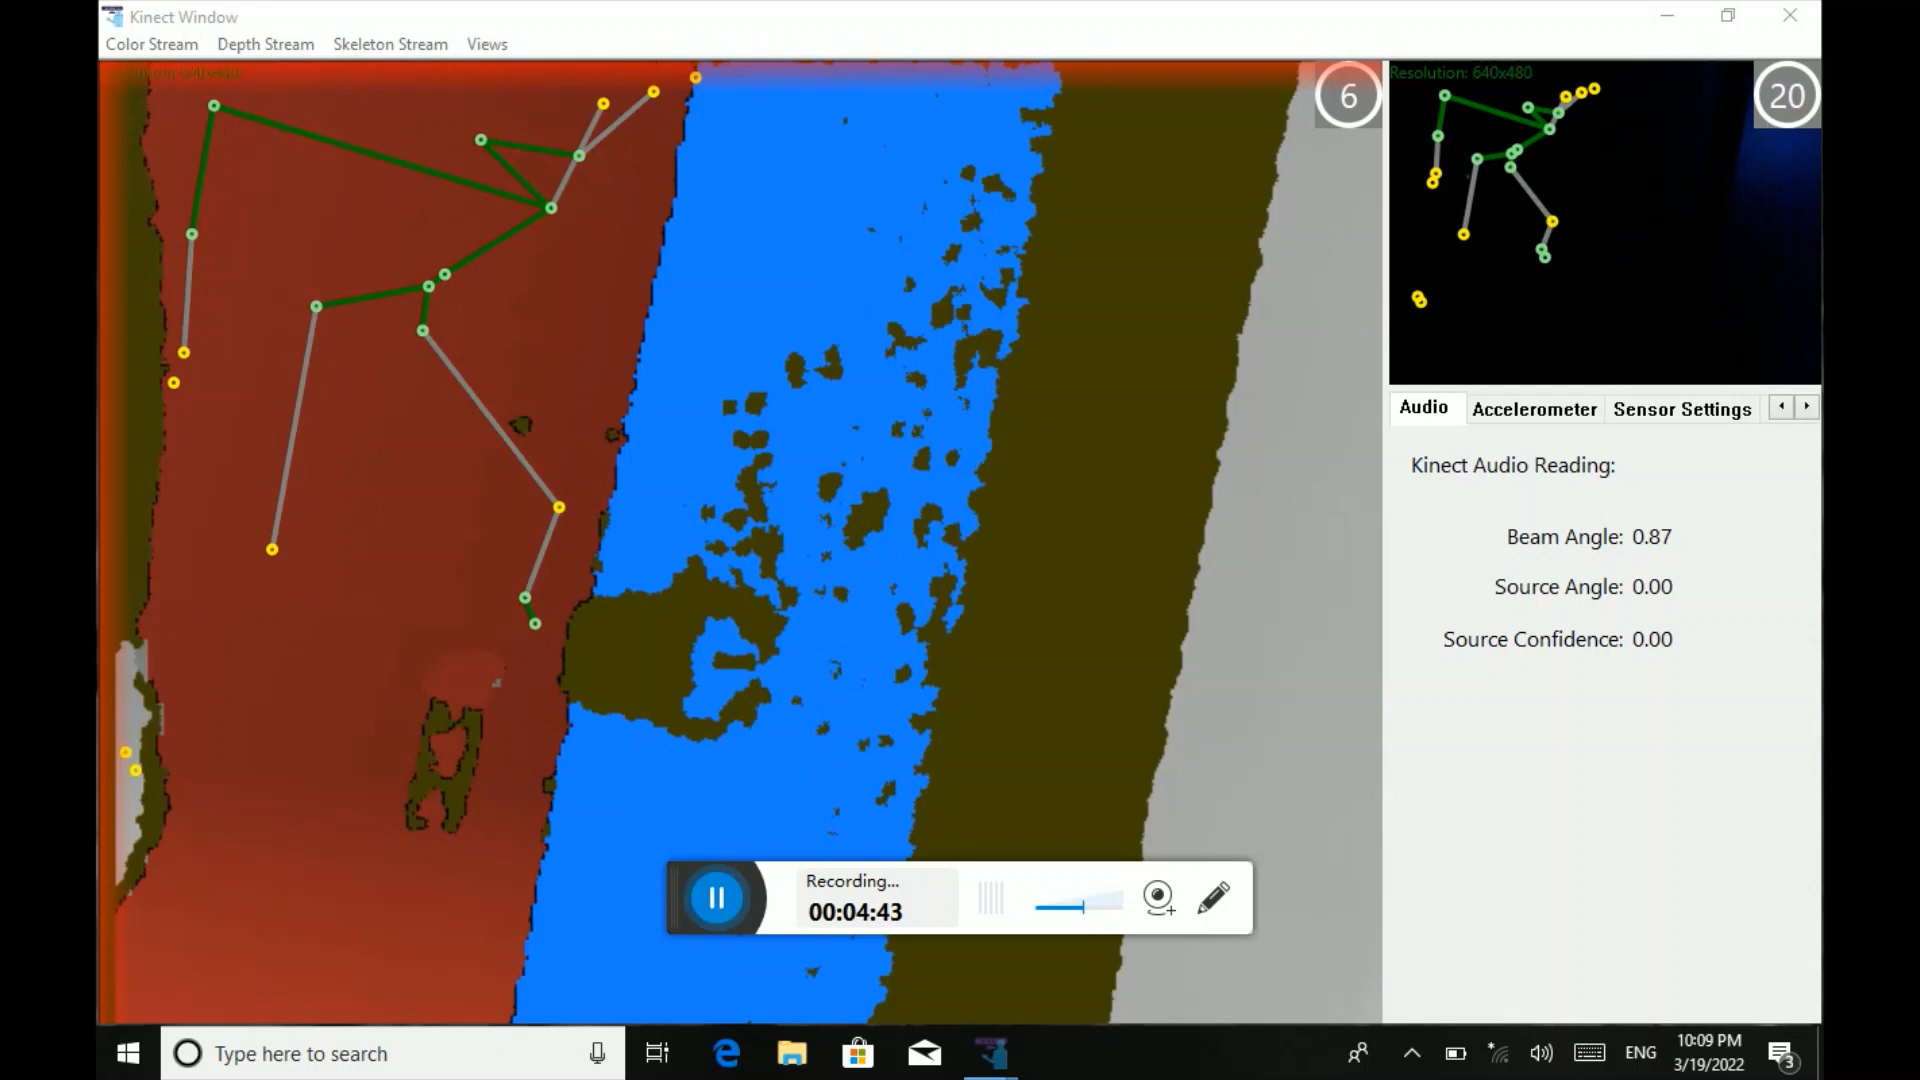 Kinect Window
Color Stream Depth Stream Skeleton Stream Views
6
Resolution: 640x480
20
Audio Accelerometer Sensor Settings
Kinect Audio Reading:
Beam Angle: 0.87
Source Angle: 0.00
Source Confidence: 0.00
Recording...
00:04:43
Type here to search
ENG
10:09 PM
3/19/2022
3